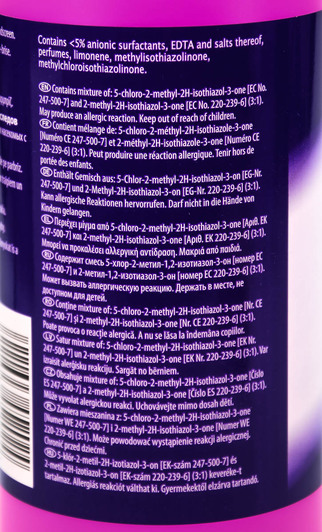 Contains <5% anionic surfactants, EDTA and salts thereof,
perfumes, limonene, methylisothiazolinone,
methylchloroisothiazolinone.
EN Contains mixture of: 5-chloro-2-methyl-2H-isothiazol-3-one [EC No.
247-500-7] and 2-methyl-2H-isothiazol-3-one [EC No. 220-239-6] (3:1).
May produce an allergic reaction. Keep out of reach of children.
FR Contient mélange de: 5-chloro-2-méthyl-2H-isothiazole-3-one
[Numéro CE 247-500-7] et 2-méthyl-2H-isothiazole-3-one [Numéro CE
220-239-6] (3:1). Peut produire une réaction allergique. Tenir hors de
portée des enfants.
DE Enthält Gemisch aus: 5-Chlor-2-methyl-2H-isothiazol-3-on [EG-Nr.
247-500-7] und 2-Methyl-2H-isothiazol-3-on [EG-Nr. 220-239-6] (3:1).
Kann allergische Reaktionen hervorrufen. Darf nicht in die Hände von
Kindern gelangen.
GR Περιέχει μίγμα από 5-chloro-2-methyl-2H-isothiazol-3-one [Αριθ. ΕΚ
247-500-7] και 2-methyl-2H-isothiazol-3-one [Αριθ. ΕΚ 220-239-6] (3:1).
Μπορεί να προκαλέσει αλλεργική αντίδραση. Μακριά από παιδιά.
RU Содержит смесь 5-хлор-2-метил-1,2-изотиазол-3-он [номер ЕС
247-500-7] и 2-метил-1,2-изотиазол-3-он [номер ЕС 220-239-6] (3:1).
Может вызвать аллергическую реакцию. Держать в месте, не
доступном для детей.
RO Conține mixture of: 5-chloro-2-methyl-2H-isothiazol-3-one [Nr. CE
247-500-7] și 2-methyl-2H-isothiazol-3-one [Nr. CE 220-239-6] (3:1).
Poate provoca o reacție alergică. A nu se lăsa la îndemâna copiilor.
LV Satur mixture of: 5-chloro-2-methyl-2H-isothiazol-3-one [EK Nr.
247-500-7] un 2-methyl-2H-isothiazol-3-one [EK Nr. 220-239-6] (3:1). Var
izraisīt alerģisku reakciju. Sargāt no bērniem.
CZ Obsahuje mixture of: 5-chloro-2-methyl-2H-isothiazol-3-one [Číslo
ES 247-500-7] a 2-methyl-2H-isothiazol-3-one [Číslo ES 220-239-6] (3:1).
Může vyvolat alergickou reakci. Uchovávejte mimo dosah dětí.
PL Zawiera mieszanina z: 5-chloro-2-methyl-2H-isothiazol-3-one
[Numer WE 247-500-7] i 2-methyl-2H-isothiazol-3-one [Numer WE
220-239-6] (3:1). Może powodować wystąpienie reakcji alergicznej.
Chronić przed dziećmi.
HU 5-klór-2-metil-2H-izotiazol-3-on [EK-szám 247-500-7] és
2-metil-2H-izotiazol-3-on [EK-szám 220-239-6] (3:1) keveréke-t
tartalmaz. Allergiás reakciót válthat ki. Gyermekektől elzárva tartandó.